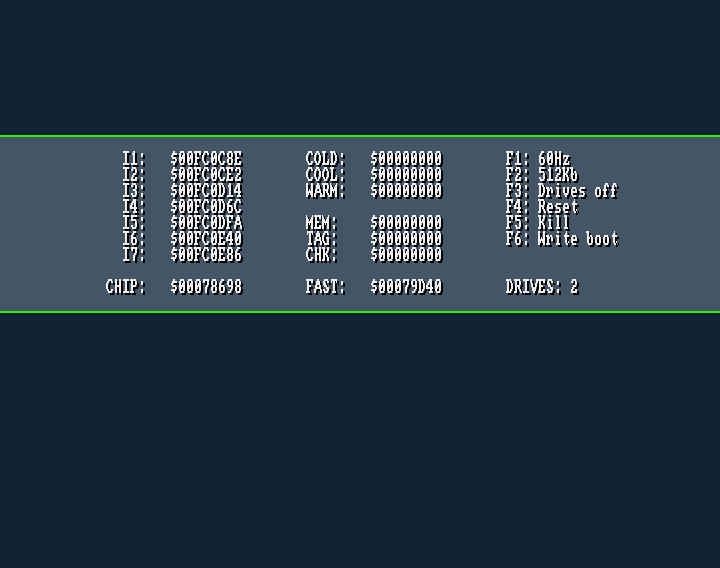 I1: $00FC0C8E COLD: $00000000 F1: 60Hz
I2: $00FC0CE2 COOL: $00000000 F2: 512Kb
I3: $00FC0D14 WARM: $00000000 F3: Drives off
I4: $00FC0D6C F4: Reset
I5: $00FC0DFA MEM: $00000000 F5: Kill
I6: $00FC0E40 TAG: $00000000 F6: Write boot
I7: $00FC0E86 CHK: $00000000
CHIP: $00078698 FAST: $00079D40 DRIVES: 2